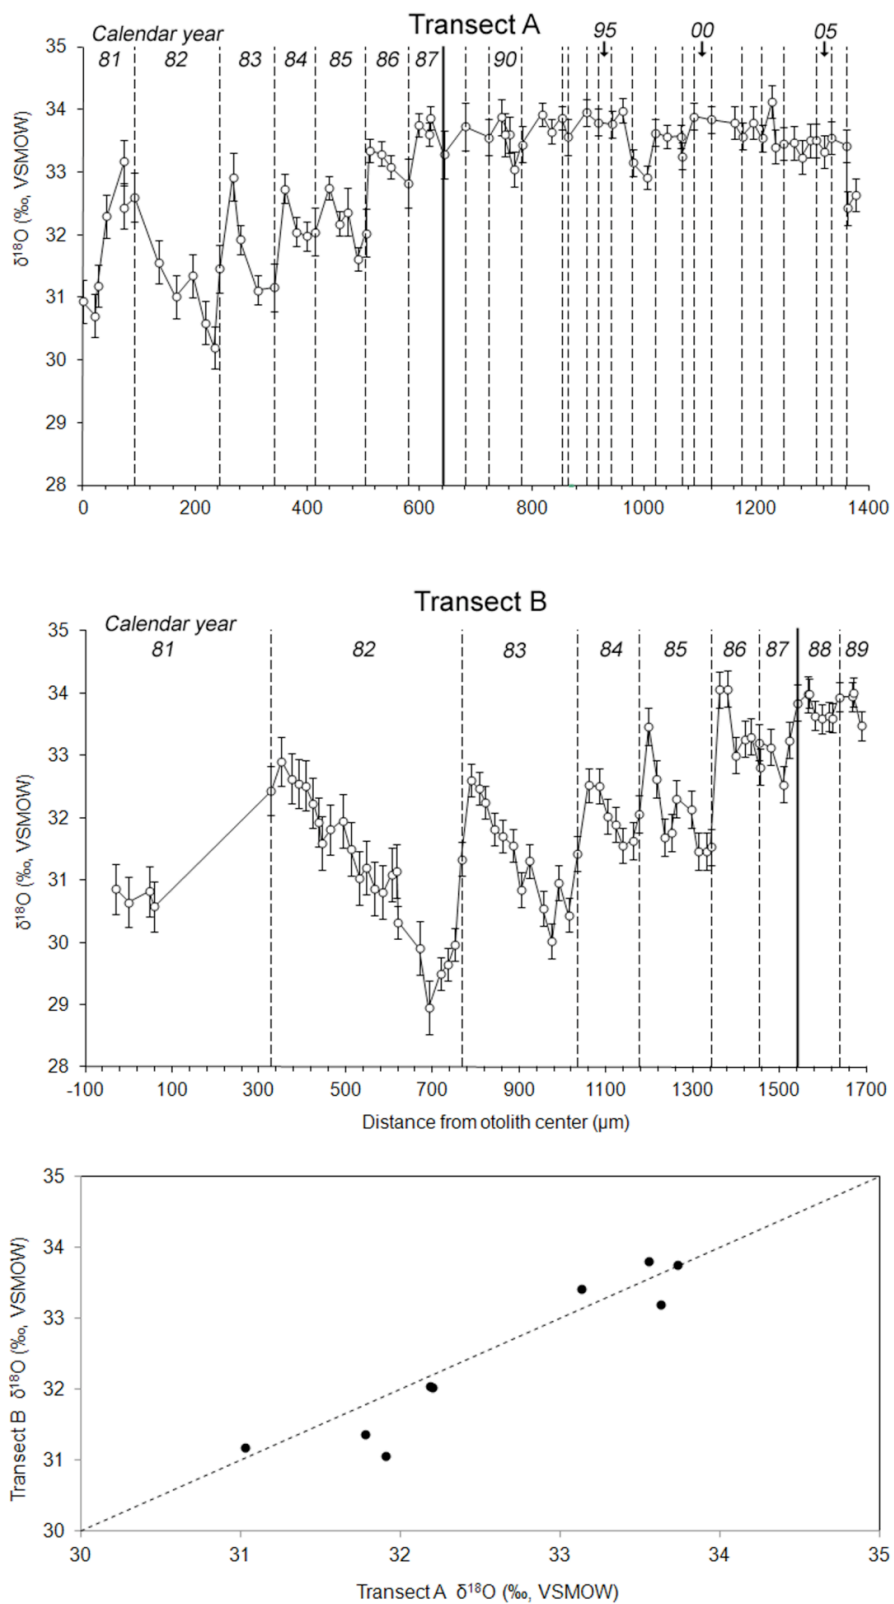 Transect A
Calendar year
81 82 83 84 85 86 87 90 95 00 05
δ¹⁸O (‰, VSMOW)
35
34
33
32
31
30
29
28
0 200 400 600 800 1000 1200 1400
Transect B
Calendar year
81 82 83 84 85 86 87 88 89
δ¹⁸O (‰, VSMOW)
35
34
33
32
31
30
29
28
-100 100 300 500 700 900 1100 1300 1500 1700
Distance from otolith center (µm)
Transect B δ¹⁸O (‰, VSMOW)
35
34
33
32
31
30
30 31 32 33 34 35
Transect A δ¹⁸O (‰, VSMOW)